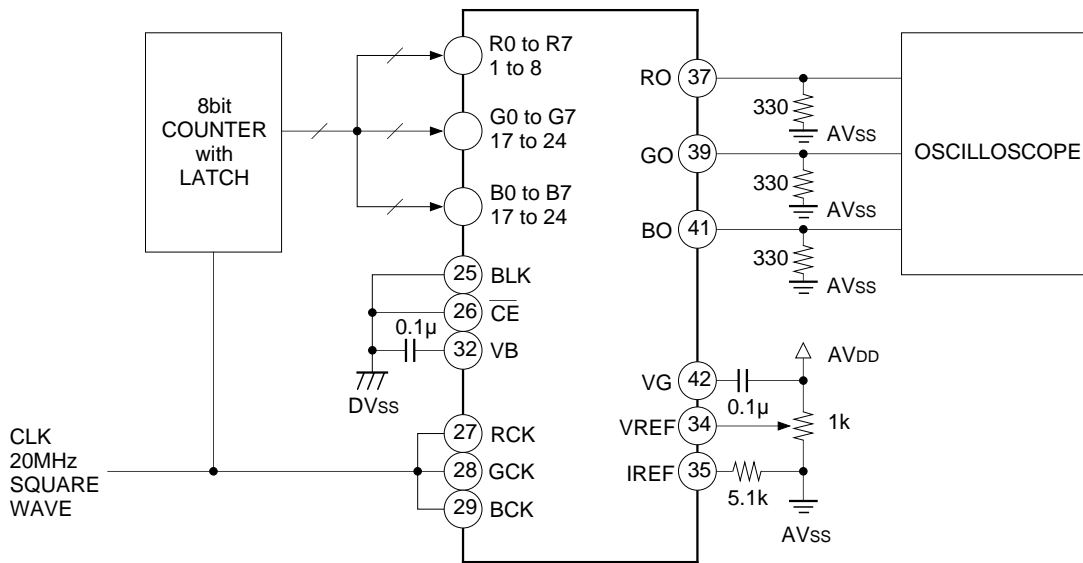 8bit
COUNTER
with
LATCH
R0 to R7
1 to 8
G0 to G7
17 to 24
B0 to B7
17 to 24
25 BLK
26 CE
0.1µ
32 VB
DVSS
27 RCK
28 GCK
29 BCK
CLK
20MHz
SQUARE
WAVE
RO 37
330
AVSS
GO 39
330
AVSS
BO 41
330
AVSS
OSCILLOSCOPE
AVDD
VG 42
0.1µ
VREF 34
1k
IREF 35
5.1k
AVSS